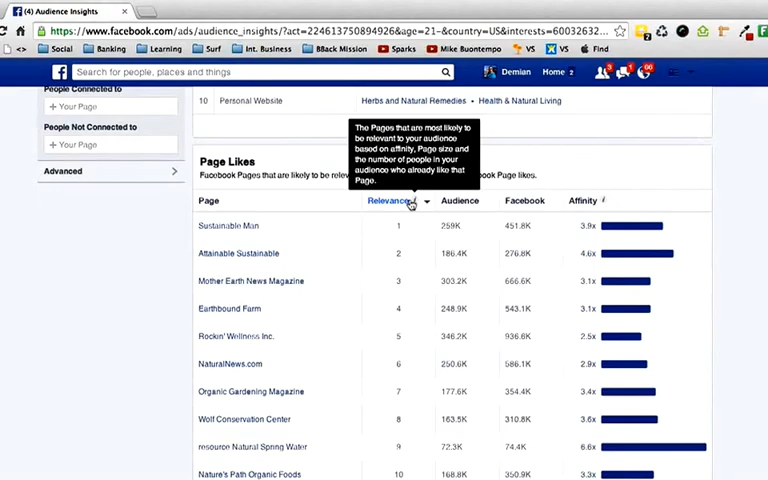 (4) Audience Insights
https://www.facebook.com/ads/audience_insights/?act=224613750894926&age=21-&country=US&interests=60032632...
Social Banking Learning Surf Int. Business BBack Mission Sparks Mike Buontempo VS VS Find
Search for people, places and things Demian Home 2 3 1 66
People Connected to
+ Your Page
People Not Connected to
+ Your Page
Advanced
10 Personal Website Herbs and Natural Remedies • Health & Natural Living
The Pages that are most likely to
be relevant to your audience
based on affinity, Page size and
the number of people in your
audience who already like that
Page.
Page Likes
Facebook Pages that are likely to be relev ook Page likes.
Page Relevance Audience Facebook Affinity
Sustainable Man 1 259K 451.8K 3.9x
Attainable Sustainable 2 186.4K 276.8K 4.6x
Mother Earth News Magazine 3 303.2K 666.6K 3.1x
Earthbound Farm 4 248.9K 543.1K 3.1x
Rockin' Wellness Inc. 5 346.2K 936.6K 2.5x
NaturalNews.com 6 250.6K 586.1K 2.9x
Organic Gardening Magazine 7 177.6K 354.4K 3.4x
Wolf Conservation Center 8 163.5K 310.8K 3.6x
resource Natural Spring Water 9 72.3K 74.4K 6.6x
Nature's Path Organic Foods 10 168.8K 350.9K 3.3x